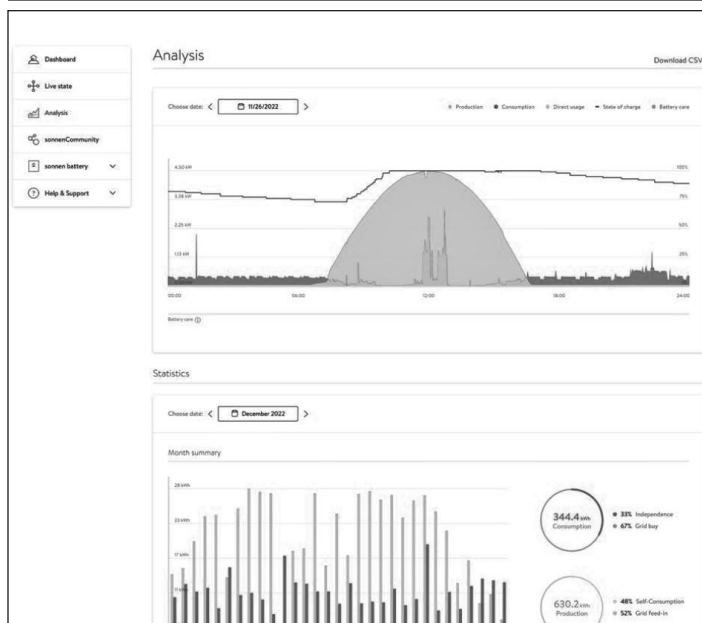 Dashboard
Live state
Analysis
sonnenCommunity
sonnen battery
Help & Support
Analysis
Download CSV
Choose date: < 11/26/2022 >
Production Consumption Direct usage State of charge Battery care
4.50 kW
3.38 kW
2.25 kW
1.13 kW
100%
75%
50%
25%
00:00 06:00 12:00 18:00 24:00
Battery care
Statistics
Choose date: < December 2022 >
Month summary
28 kWh
23 kWh
17 kWh
11 kWh
344.4 kWh
Consumption
33% Independence
67% Grid buy
630.2 kWh
Production
48% Self-Consumption
52% Grid feed-in